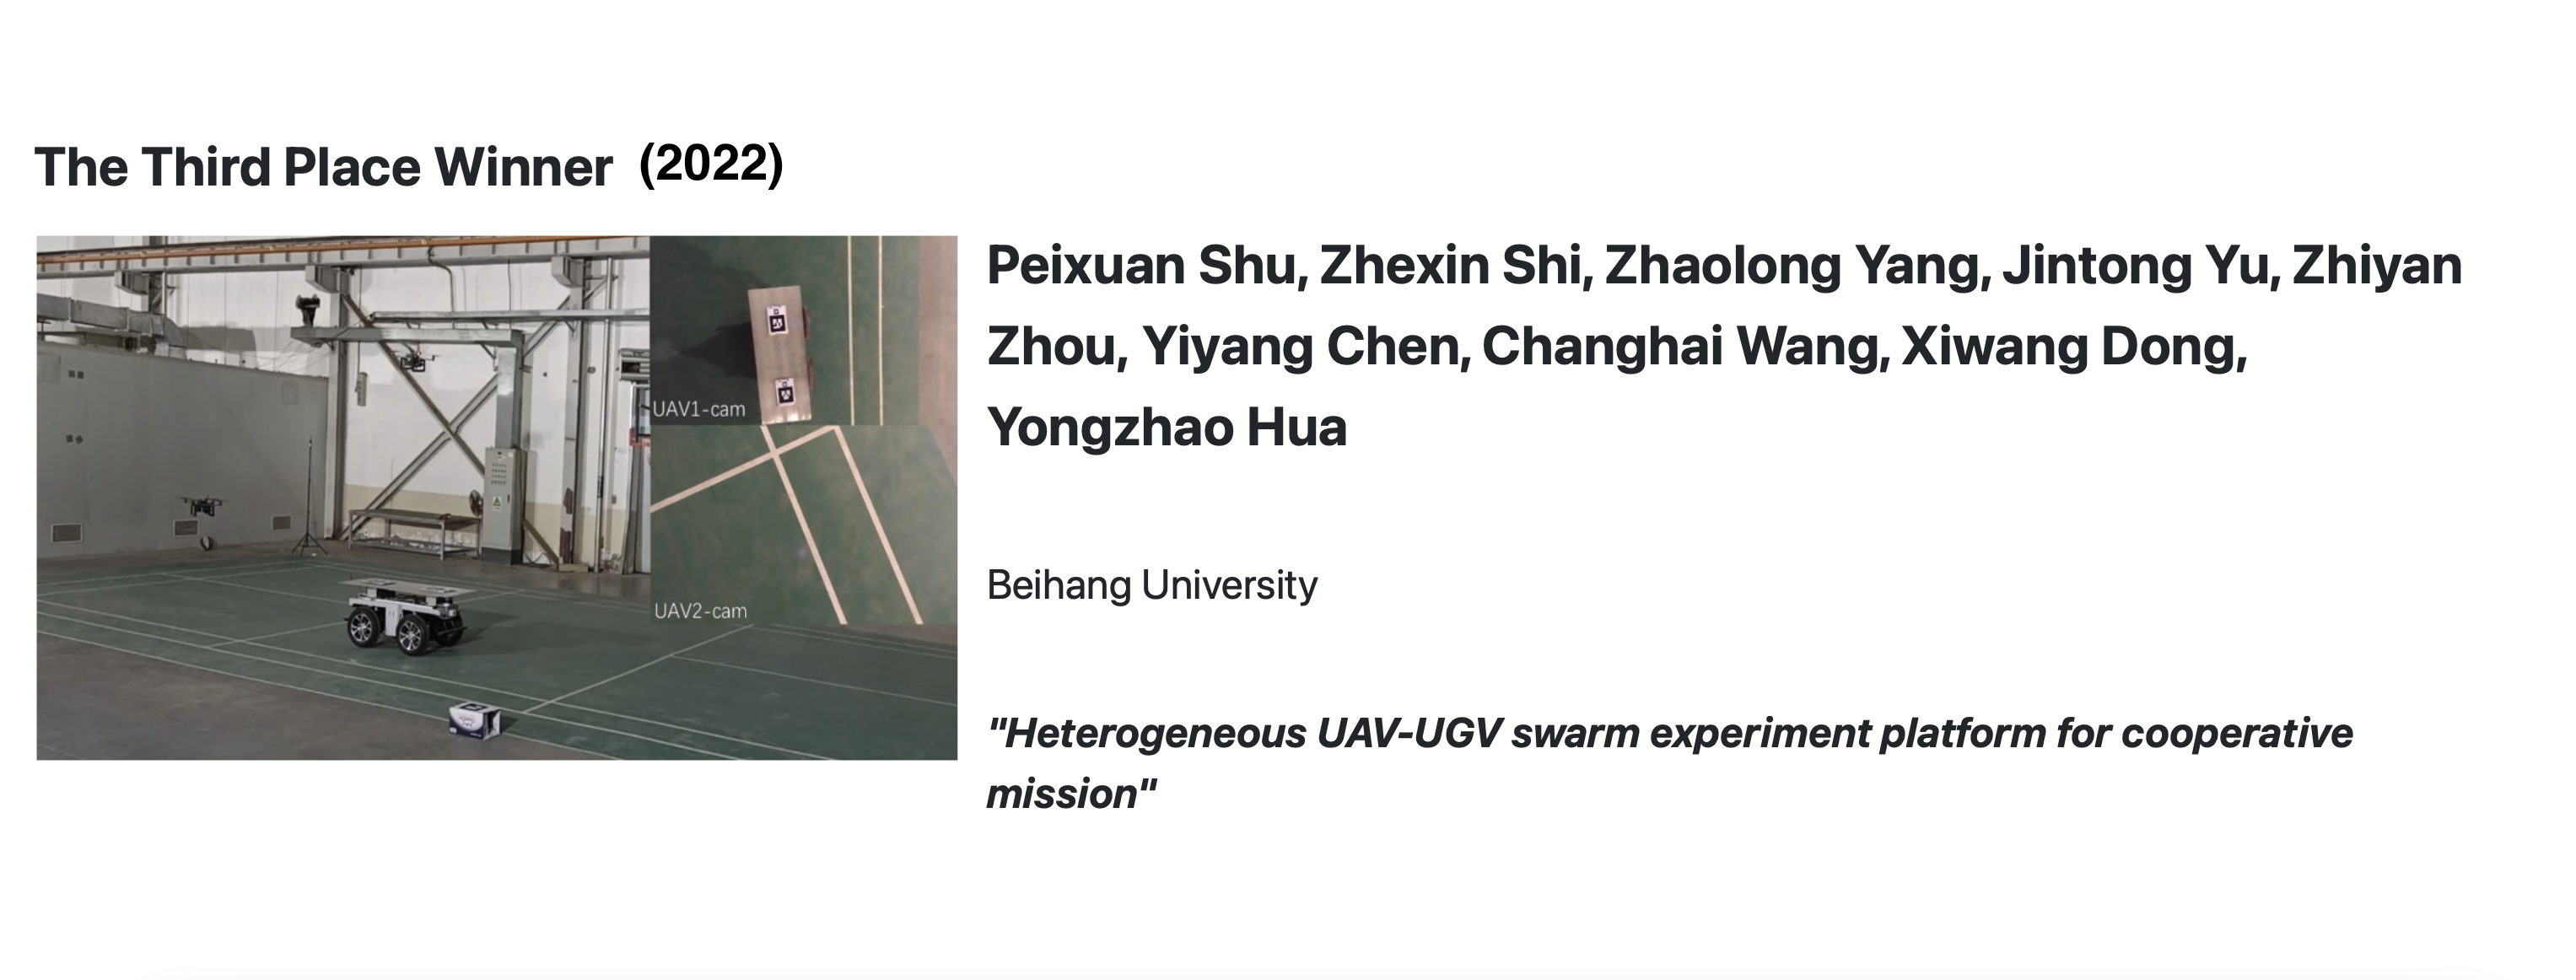 The Third Place Winner (2022)
UAV1-cam
UAV2-cam
Peixuan Shu, Zhexin Shi, Zhaolong Yang, Jintong Yu, Zhiyan
Zhou, Yiyang Chen, Changhai Wang, Xiwang Dong,
Yongzhao Hua
Beihang University
"Heterogeneous UAV-UGV swarm experiment platform for cooperative
mission"